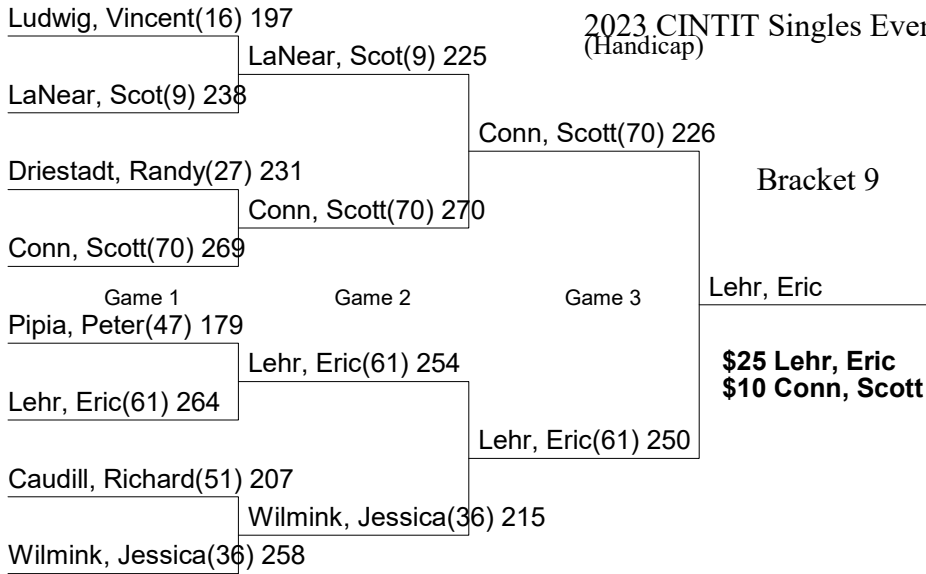 Ludwig, Vincent(16) 197
2023 CINTIT Singles
(Handicap)
LaNear, Scot(9) 225
LaNear, Scot(9) 238
Conn, Scott(70) 226
Driestadt, Randy(27) 231
Bracket 9
Conn, Scott(70) 270
Conn, Scott(70) 269
Game 1
Game 2
Game 3
Lehr, Eric
Pipia, Peter(47) 179
Lehr, Eric(61) 254
$25 Lehr, Eric
$10 Conn, Scott
Lehr, Eric(61) 264
Lehr, Eric(61) 250
Caudill, Richard(51) 207
Wilmink, Jessica(36) 215
Wilmink, Jessica(36) 258